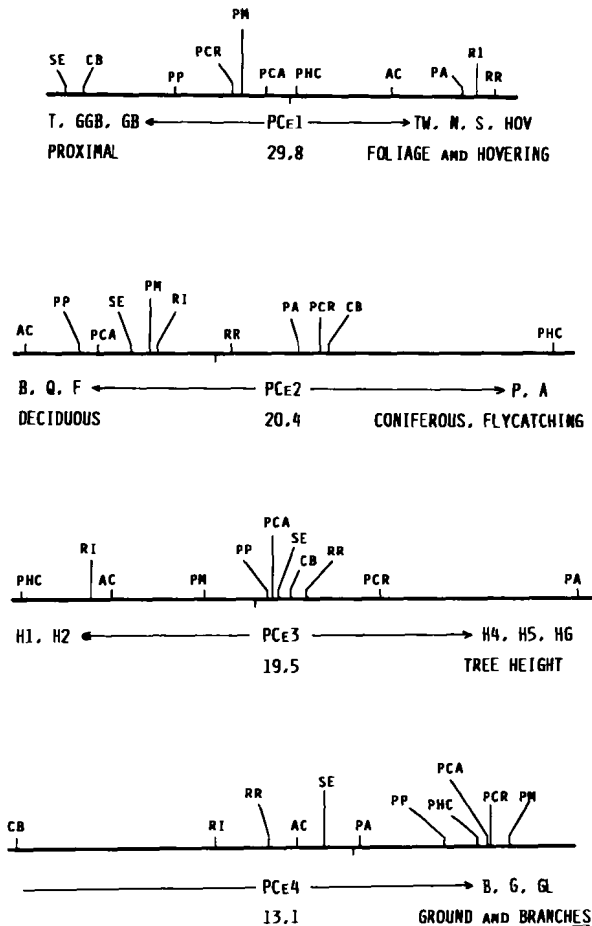 PM
PCR
RI
SE CB PP PCA PHC AC PA RR
T, GGB, GB PCE1 TW, N, S, HOV
PROXIMAL 29.8 FOLIAGE AND HOVERING
PM
PP SE RI PA PCR CB
AC PCA RR PHC
B, Q, F PCE2 P, A
DECIDUOUS 20.4 CONIFEROUS, FLYCATCHING
PCA
RI SE
PP CB RR
PHC AC PM PCR PA
H1, H2 PCE3 H4, H5, HG
19.5 TREE HEIGHT
PCA
SE PCR
RR PP PHC PM
CB RI AC PA
PCE4 B, G, GL
13.1 GROUND AND BRANCHES